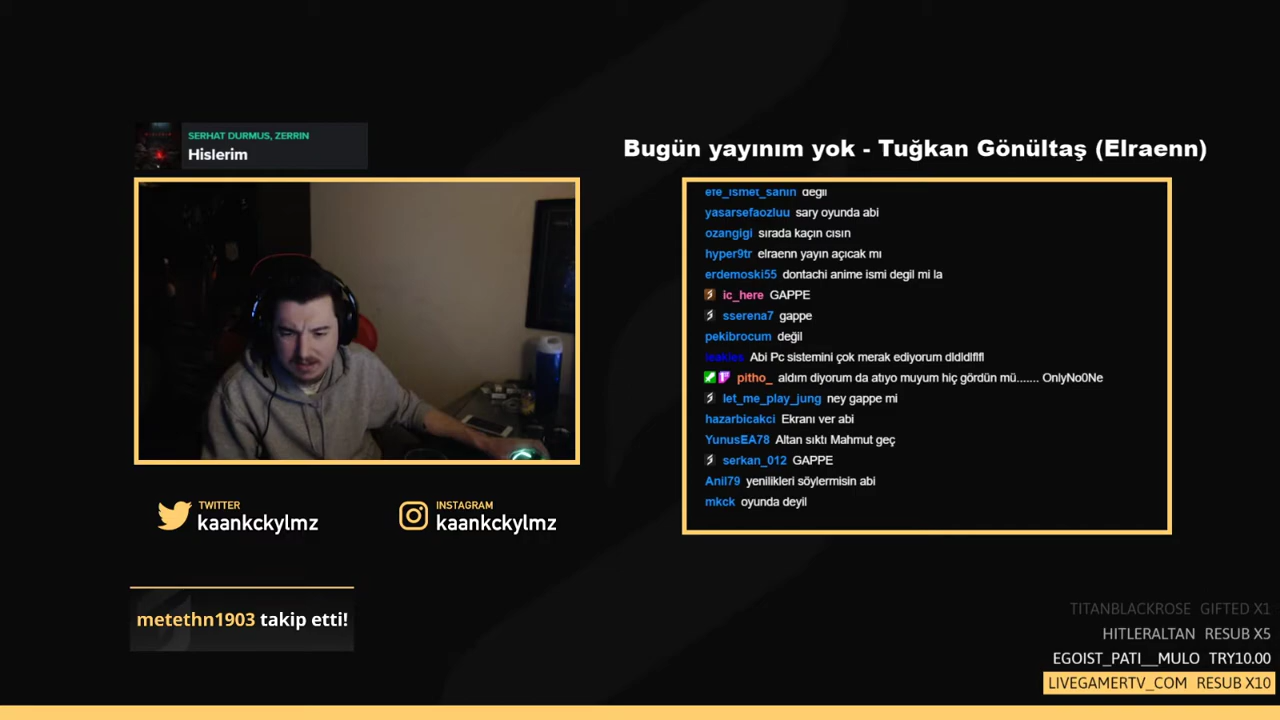 SERHAT DURMUS, ZERRIN
Hislerim
Bugün yayınım yok - Tuğkan Gönültaş (Elraenn)
efe_ismet_sanin değil
yasarsefaozluu sary oyunda abi
ozangigi sırada kaçın cısın
hyper9tr elraenn yayın açıcak mı
erdemoski55 dontachi anime ismi degil mi la
ic_here GAPPE
sserena7 gappe
pekibrocum değil
leakles Abi Pc sistemini çok merak ediyorum dldldlflfl
pitho_ aldım diyorum da atıyo muyum hiç gördün mü....... OnlyNo0Ne
let_me_play_jung ney gappe mi
hazarbicakci Ekranı ver abi
YunusEA78 Altan sıktı Mahmut geç
serkan_012 GAPPE
Anil79 yenilikleri söylermisin abi
mkck oyunda deyil
TWITTER
kaankckylmz
INSTAGRAM
kaankckylmz
metethn1903 takip etti!
TITANBLACKROSE GIFTED X1
HITLERALTAN RESUB X5
EGOIST_PATI__MULO TRY10.00
LIVEGAMERTV_COM RESUB X10